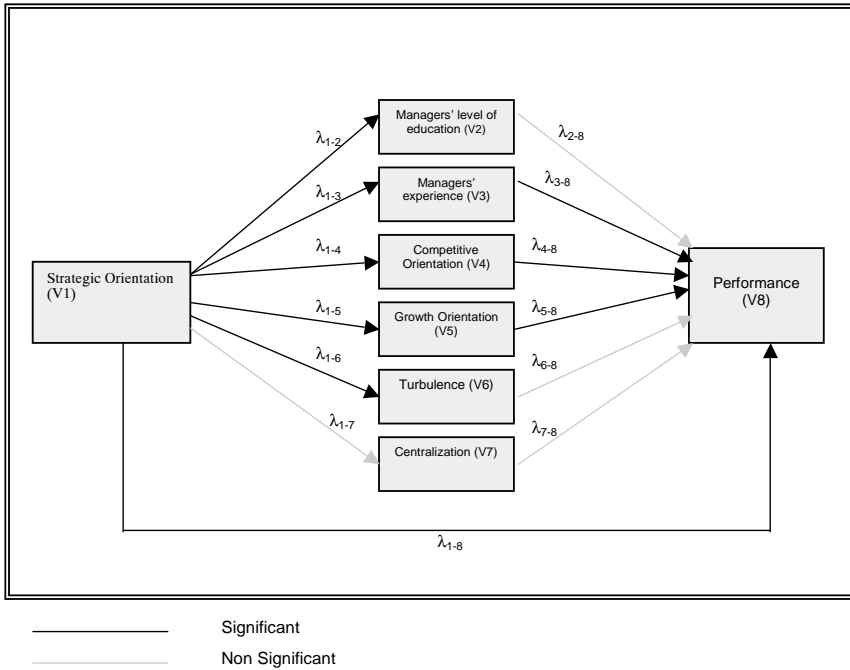 Managers' level of
education (V2)
λ1-2
λ2-8
Managers'
experience (V3)
λ1-3
λ3-8
Competitive
Orientation (V4)
λ1-4
λ4-8
Strategic Orientation
(V1)
Performance
(V8)
Growth Orientation
(V5)
λ1-5
λ5-8
Turbulence (V6)
λ1-6
λ6-8
Centralization (V7)
λ1-7
λ7-8
λ1-8
Significant
Non Significant